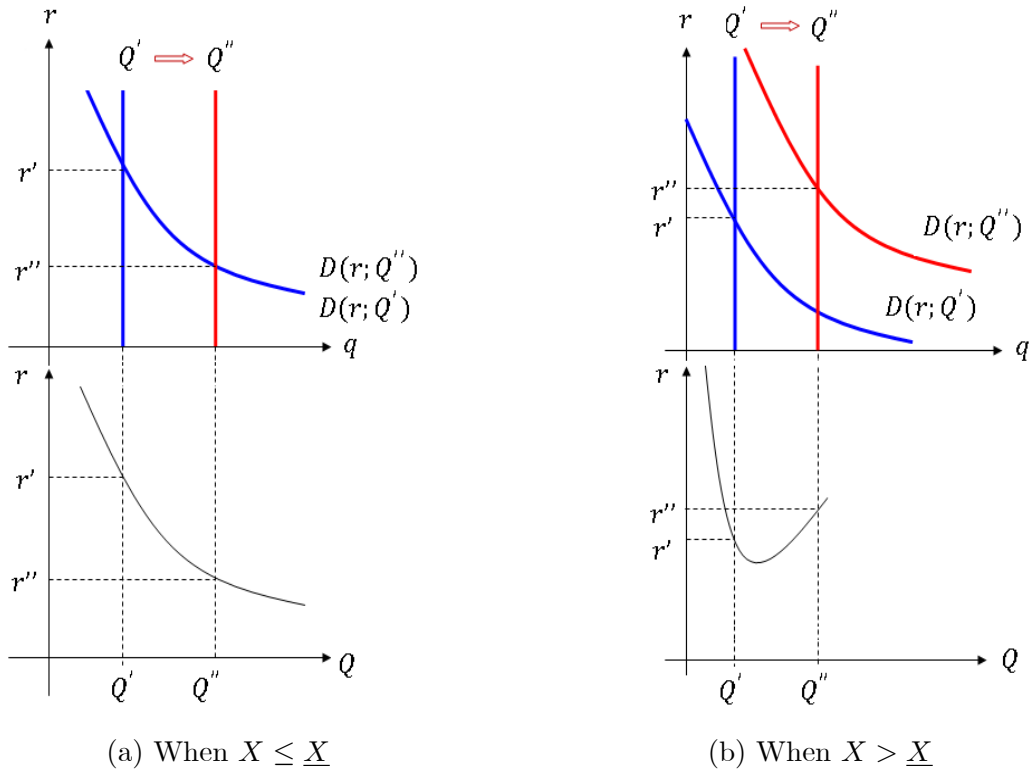 r
Q' ⇒ Q''
r'
r''
D(r; Q'')
D(r; Q')
q
r
r'
r''
Q' Q'' Q
(a) When X ≤ X
r
Q' ⇒ Q''
r''
r'
D(r; Q'')
D(r; Q')
q
r
r''
r'
Q' Q'' Q
(b) When X > X